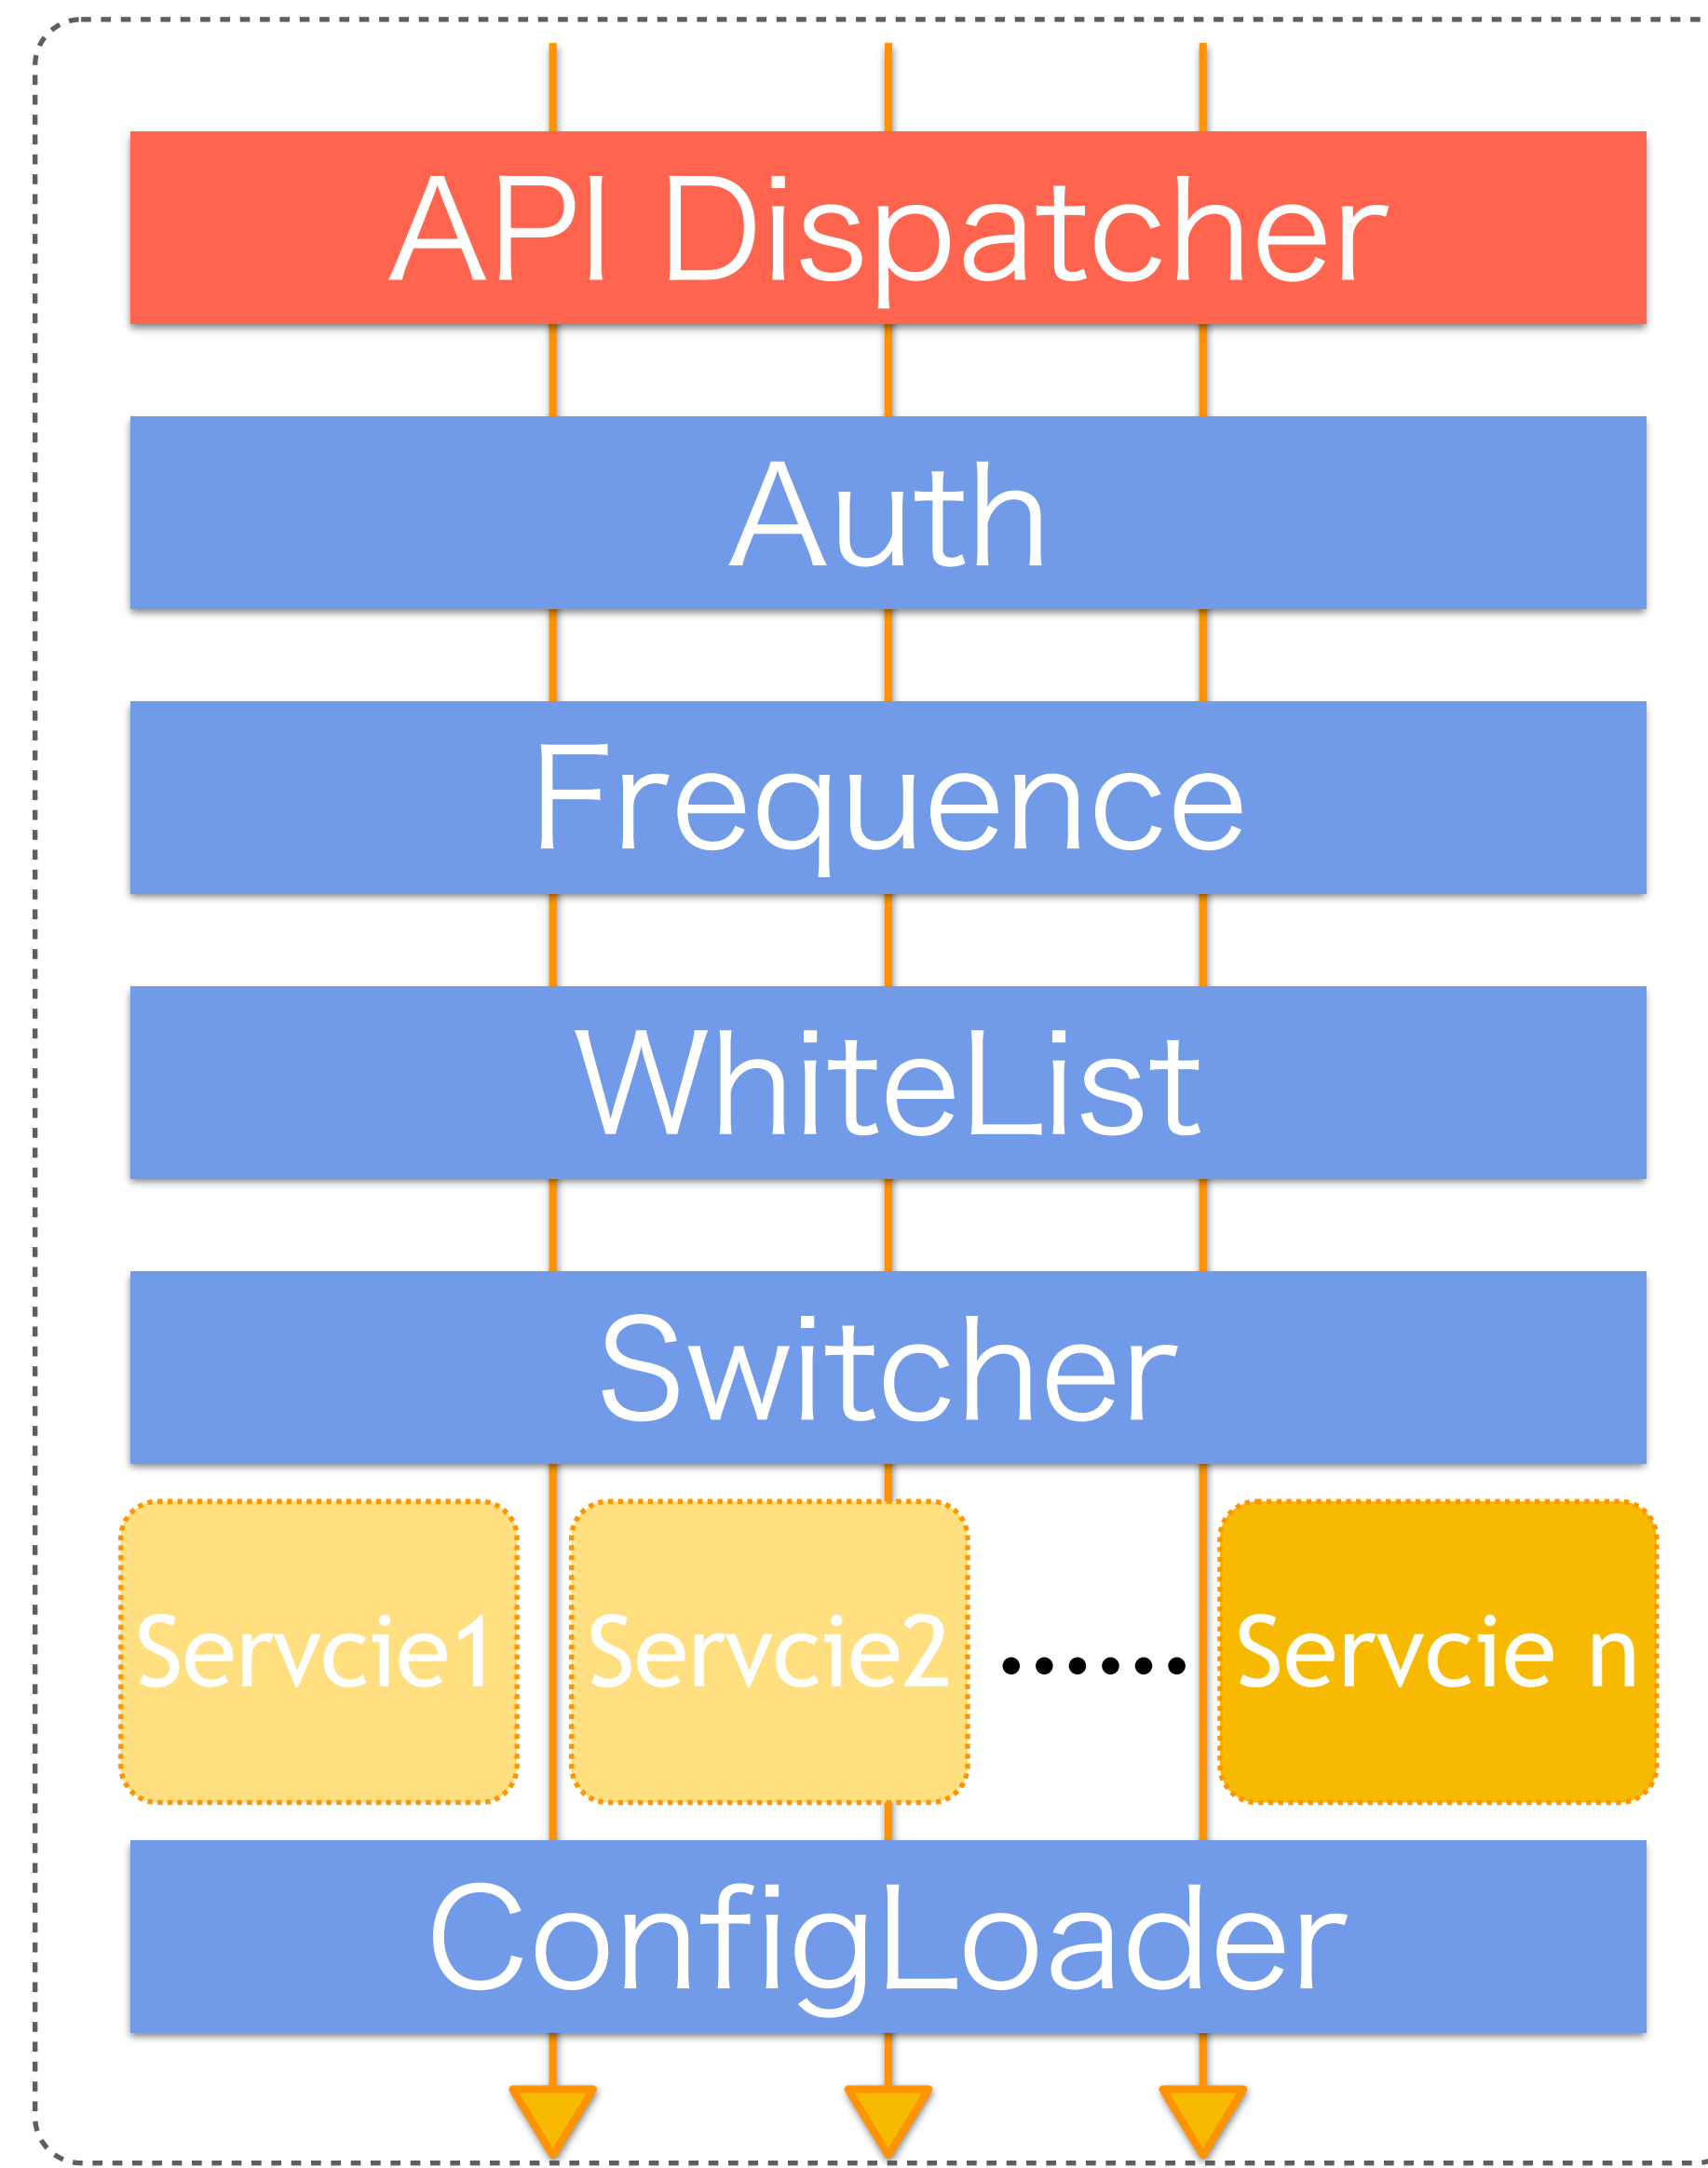 API Dispatcher
Auth
Frequence
WhiteList
Switcher
Servcie1
Servcie2
······
Servcie n
ConfigLoader